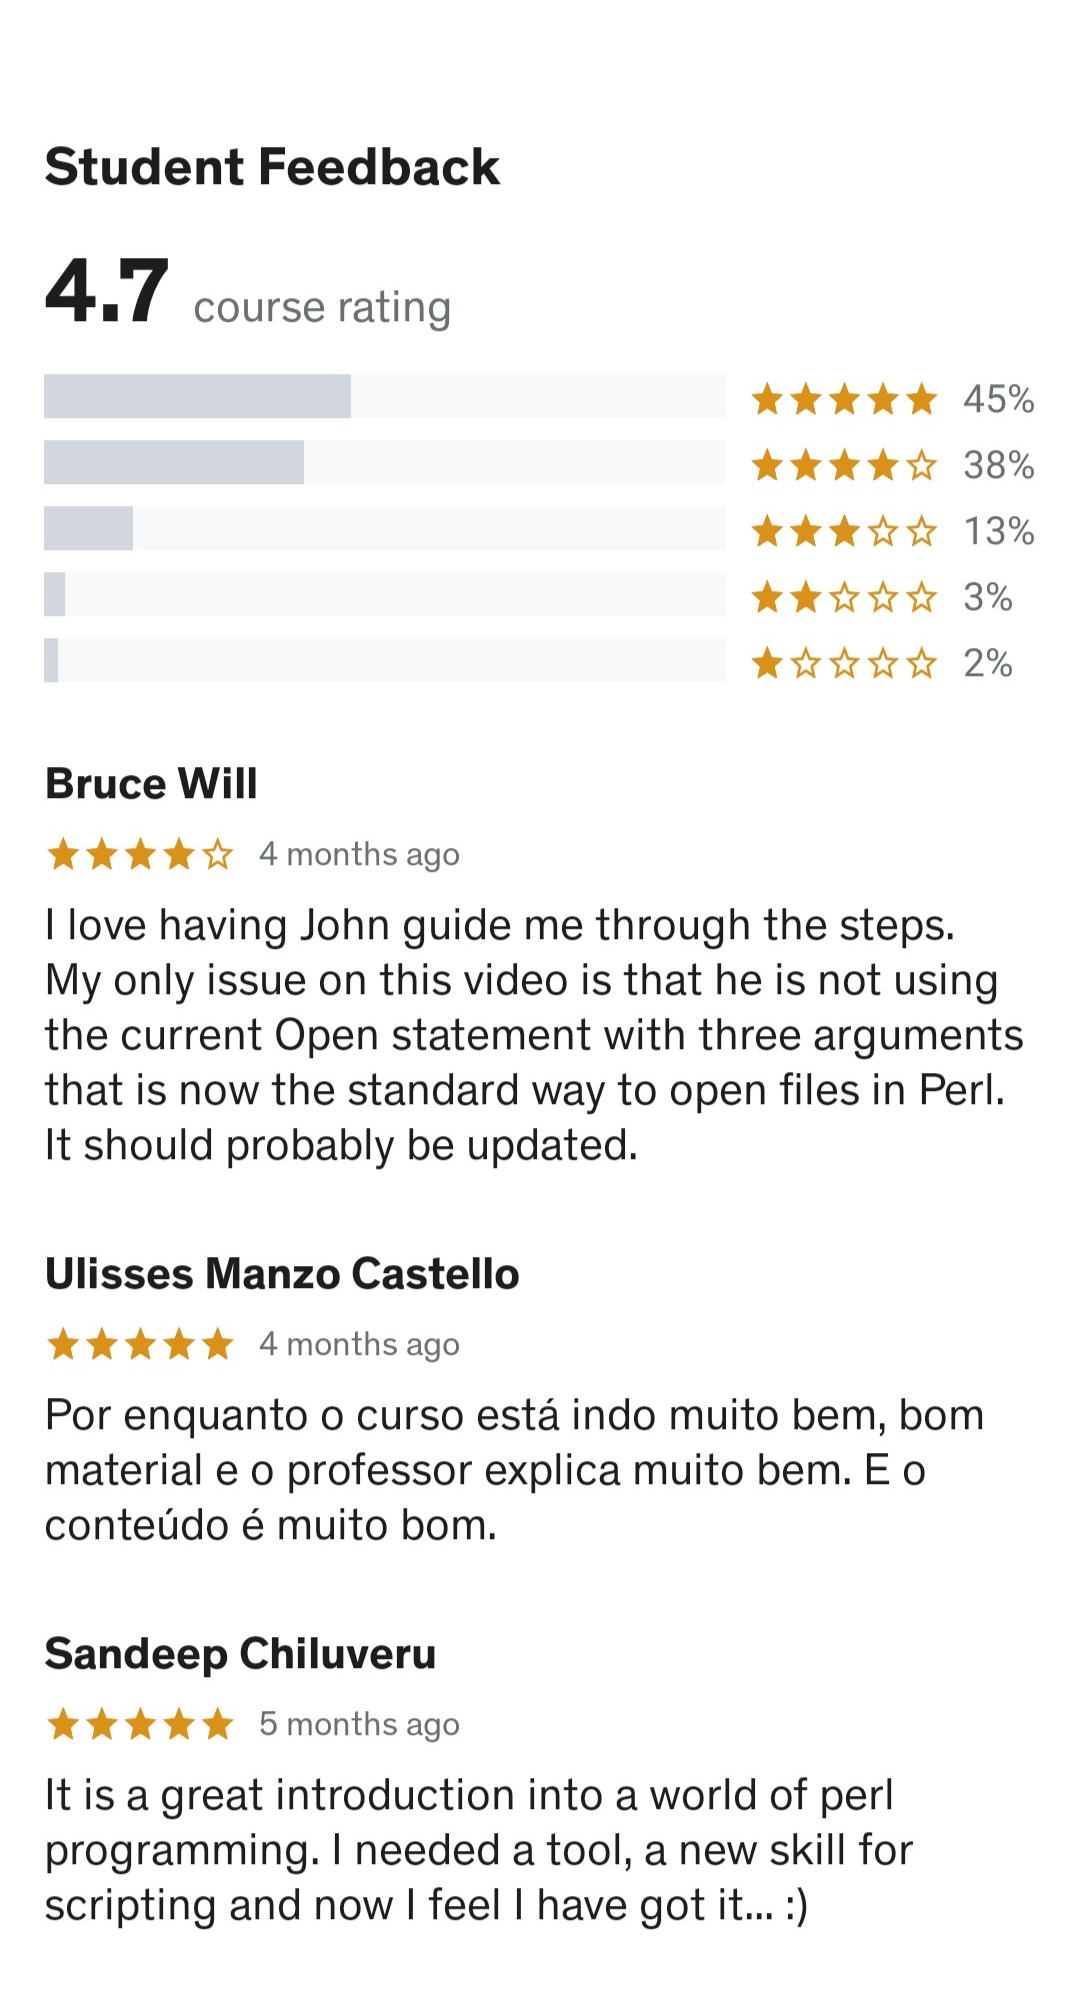 Student Feedback
4.7 course rating
45%
38%
13%
3%
2%
Bruce Will
4 months ago
I love having John guide me through the steps.
My only issue on this video is that he is not using
the current Open statement with three arguments
that is now the standard way to open files in Perl.
It should probably be updated.
Ulisses Manzo Castello
4 months ago
Por enquanto o curso está indo muito bem, bom
material e o professor explica muito bem. E o
conteúdo é muito bom.
Sandeep Chiluveru
5 months ago
It is a great introduction into a world of perl
programming. I needed a tool, a new skill for
scripting and now I feel I have got it... :)